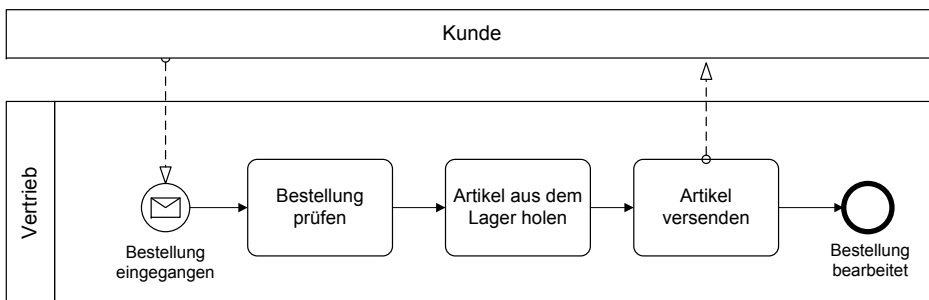 Kunde
Vertrieb
Bestellung
eingegangen
Bestellung
prüfen
Artikel aus dem
Lager holen
Artikel
versenden
Bestellung
bearbeitet